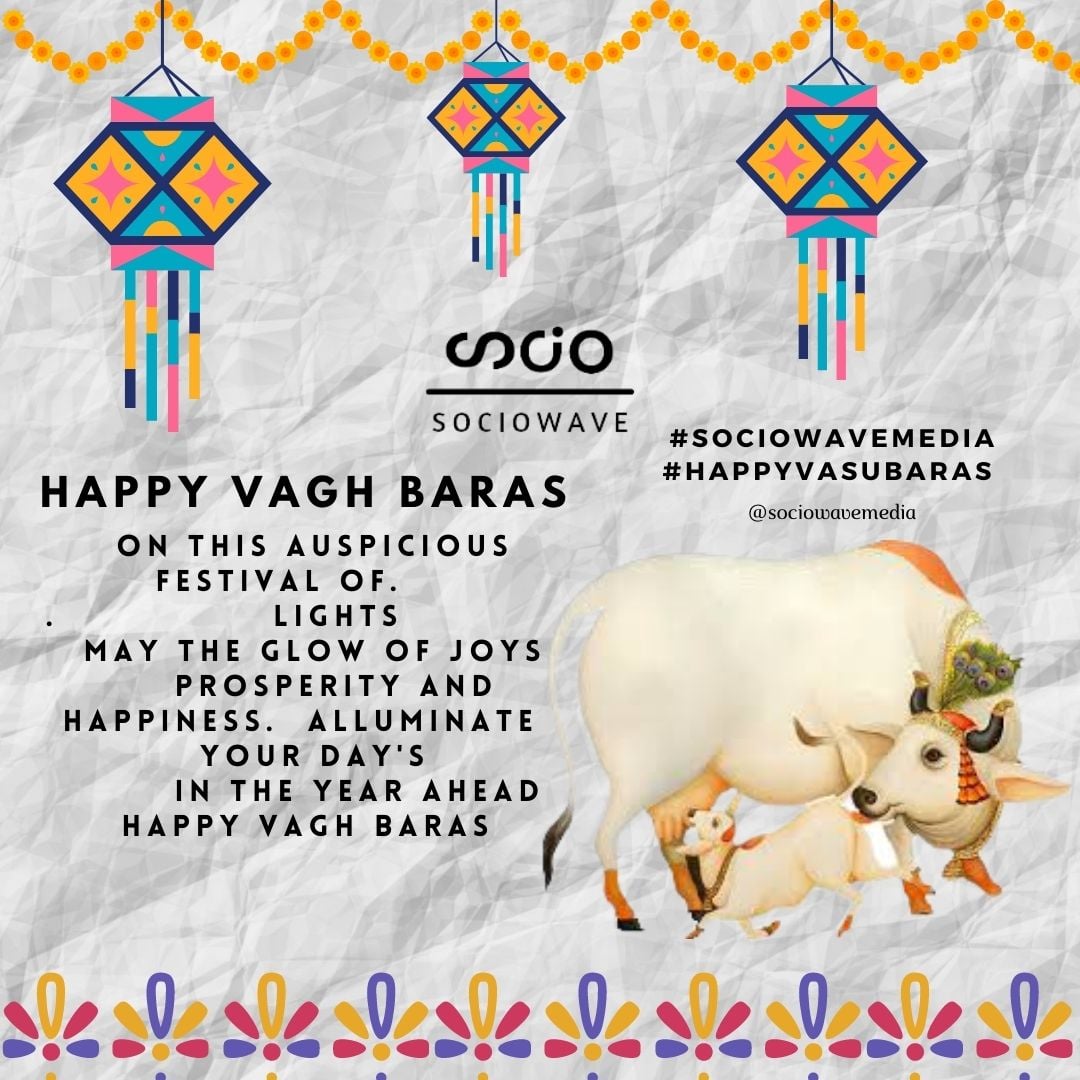 socio
SOCIOWAVE
#SOCIOWAVEMEDIA
#HAPPYVASUBARAS
@sociowavemedia
HAPPY VAGH BARAS
ON THIS AUSPICIOUS
FESTIVAL OF.
. LIGHTS
MAY THE GLOW OF JOYS
PROSPERITY AND
HAPPINESS. ALLUMINATE
YOUR DAY'S
IN THE YEAR AHEAD
HAPPY VAGH BARAS